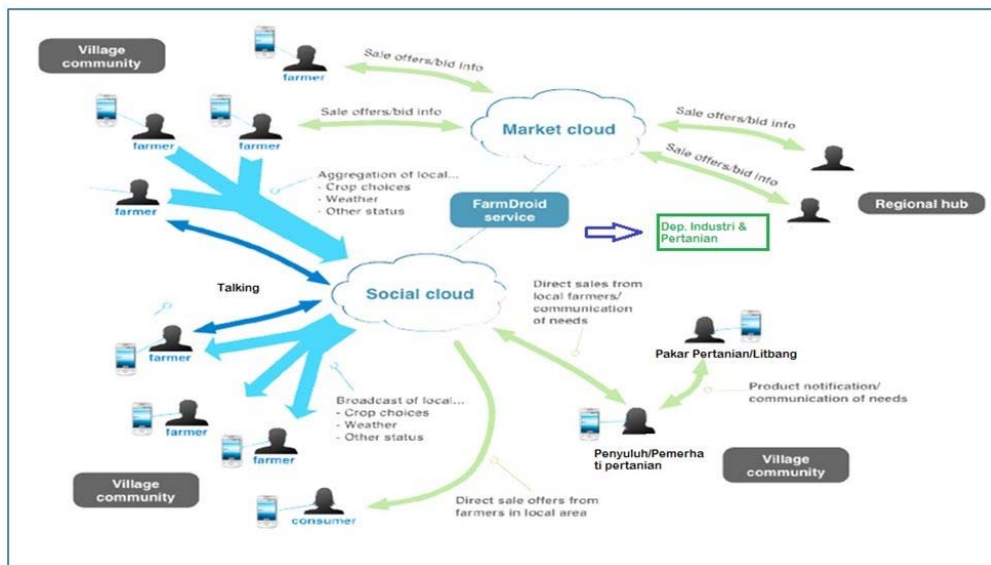 Village
community
farmer
Sale offers/bid info
farmer
farmer
Sale offers/bid info
Market cloud
Sale offers/bid info
Sale offers/bid info
Regional hub
farmer
Aggregation of local...
- Crop choices
- Weather
- Other status
FarmDroid
service
Dep. Industri &
Pertanian
Talking
Social cloud
Direct sales from
local farmers/
communication
of needs
farmer
Pakar Pertanian/Litbang
Product notification/
communication of needs
Broadcast of local...
- Crop choices
- Weather
- Other status
farmer
farmer
Penyuluh/Pemerha
ti pertanian
Village
community
Village
community
consumer
Direct sale offers from
farmers in local area